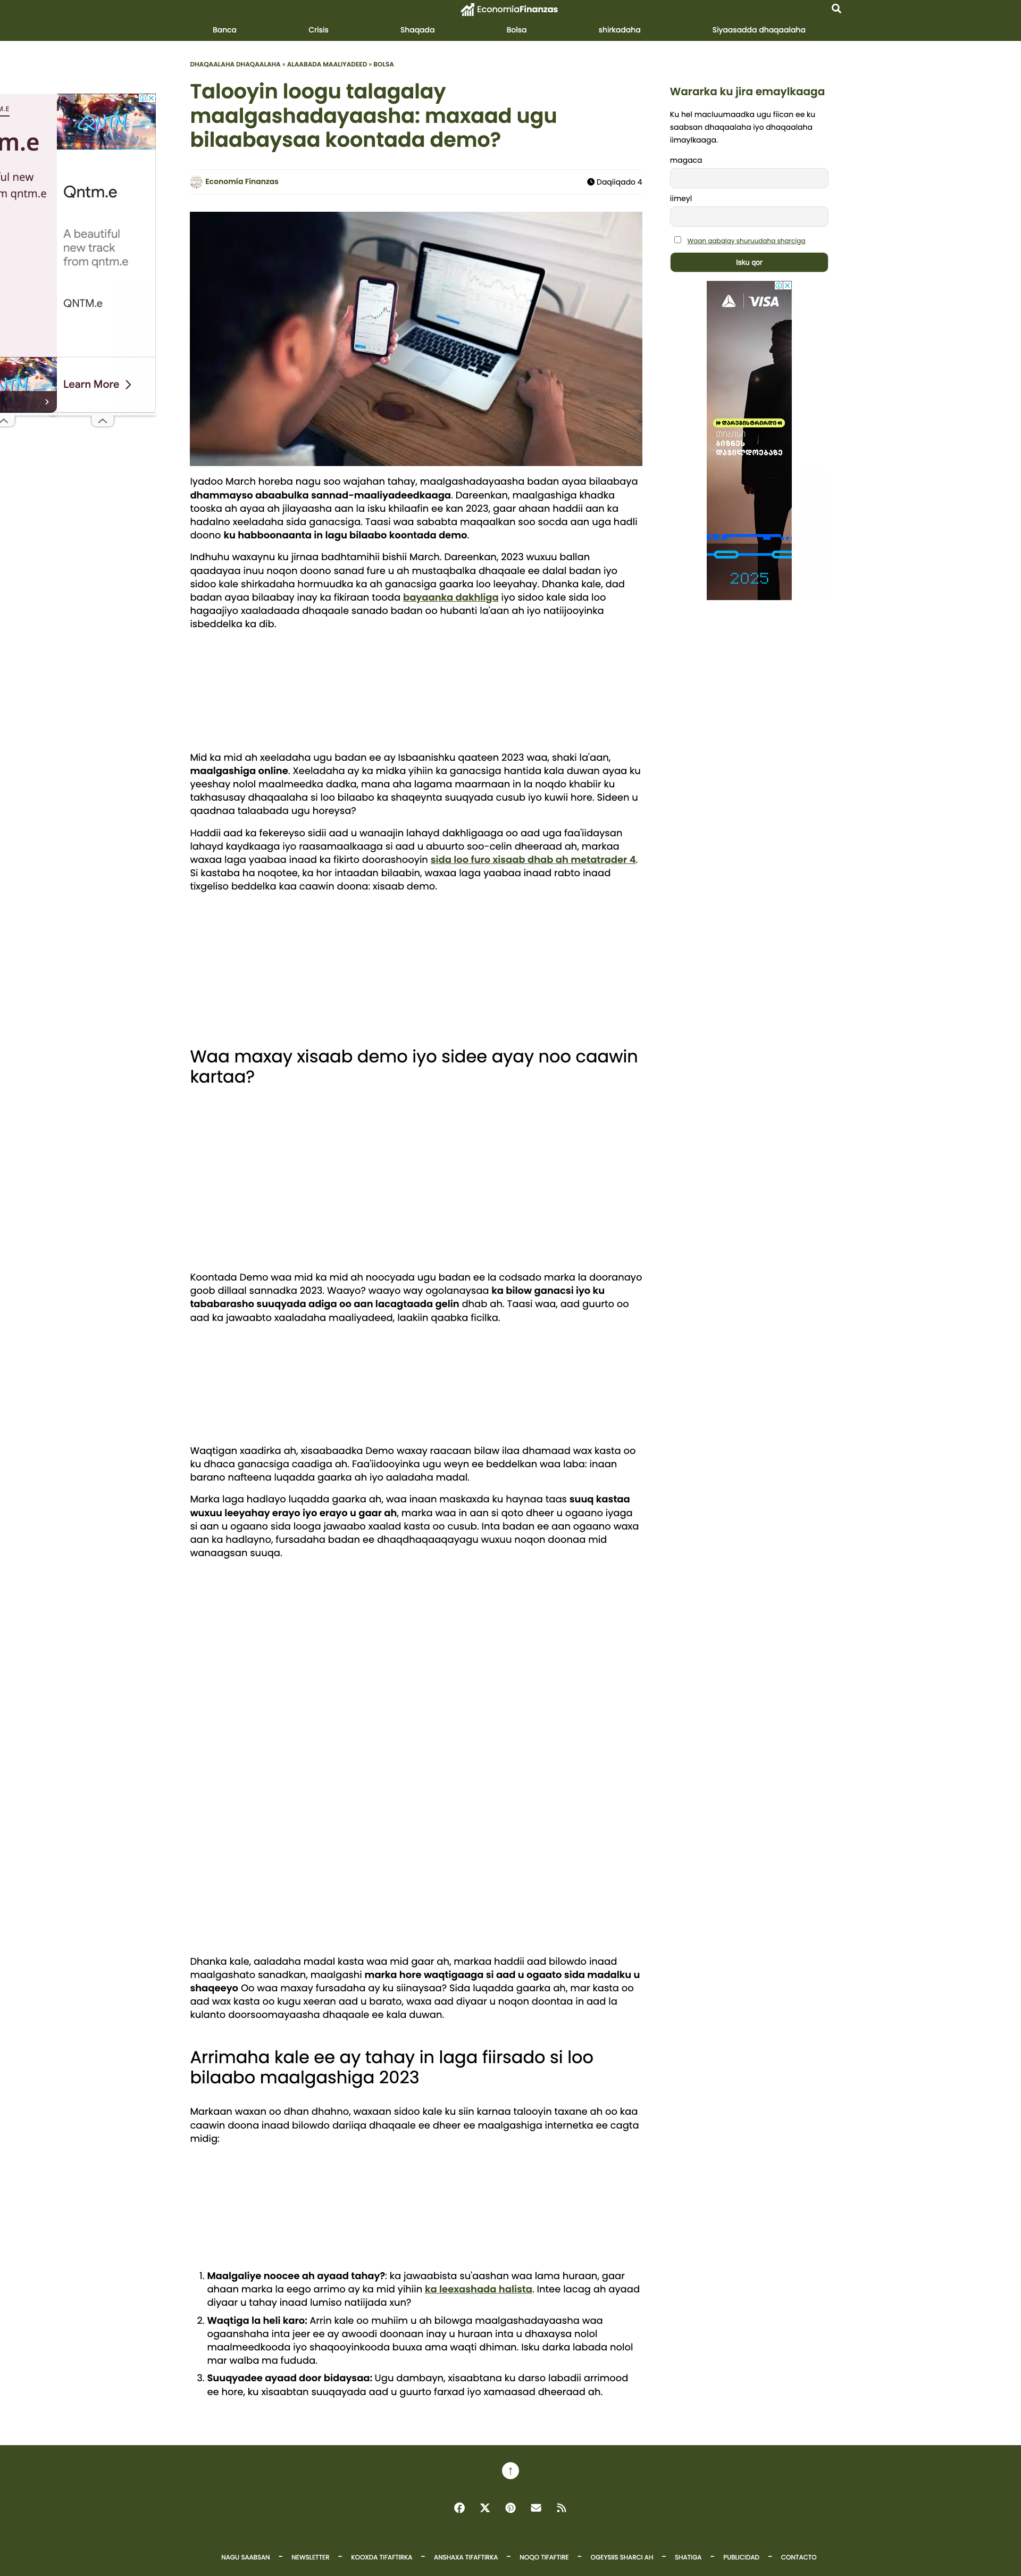 EconomíaFinanzas
Banca
Crisis
Shaqada
Bolsa
shirkadaha
Siyaasadda dhaqaalaha
DHAQAALAHA DHAQAALAHA » ALAABADA MAALIYADEED » BOLSA
Talooyin loogu talagalay
maalgashadayaasha: maxaad ugu
bilaabaysaa koontada demo?
Economía Finanzas
Daqiiqado 4
M.E
m.e
ful new
m qntm.e
QNTM
Qntm.e
A beautiful
new track
from qntm.e
QNTM.e
Learn More
Iyadoo March horeba nagu soo wajahan tahay, maalgashadayaasha badan ayaa bilaabaya
dhammayso abaabulka sannad-maaliyadeedkaaga. Dareenkan, maalgashiga khadka
tooska ah ayaa ah jilayaasha aan la isku khilaafin ee kan 2023, gaar ahaan haddii aan ka
hadalno xeeladaha sida ganacsiga. Taasi waa sababta maqaalkan soo socda aan uga hadli
doono ku habboonaanta in lagu bilaabo koontada demo.
Indhuhu waxaynu ku jirnaa badhtamihii bishii March. Dareenkan, 2023 wuxuu ballan
qaadayaa inuu noqon doono sanad fure u ah mustaqbalka dhaqaale ee dalal badan iyo
sidoo kale shirkadaha hormuudka ka ah ganacsiga gaarka loo leeyahay. Dhanka kale, dad
badan ayaa bilaabay inay ka fikiraan tooda bayaanka dakhliga iyo sidoo kale sida loo
hagaajiyo xaaladaada dhaqaale sanado badan oo hubanti la'aan ah iyo natiijooyinka
isbeddelka ka dib.
Mid ka mid ah xeeladaha ugu badan ee ay Isbaanishku qaateen 2023 waa, shaki la'aan,
maalgashiga online. Xeeladaha ay ka midka yihiin ka ganacsiga hantida kala duwan ayaa ku
yeeshay nolol maalmeedka dadka, mana aha lagama maarmaan in la noqdo khabiir ku
takhasusay dhaqaalaha si loo bilaabo ka shaqeynta suuqyada cusub iyo kuwii hore. Sideen u
qaadnaa talaabada ugu horeysa?
Haddii aad ka fekereyso sidii aad u wanaajin lahayd dakhligaaga oo aad uga faa'iidaysan
lahayd kaydkaaga iyo raasamaalkaaga si aad u abuurto soo-celin dheeraad ah, markaa
waxaa laga yaabaa inaad ka fikirto doorashooyin sida loo furo xisaab dhab ah metatrader 4.
Si kastaba ha noqotee, ka hor intaadan bilaabin, waxaa laga yaabaa inaad rabto inaad
tixgeliso beddelka kaa caawin doona: xisaab demo.
Waa maxay xisaab demo iyo sidee ayay noo caawin
kartaa?
Koontada Demo waa mid ka mid ah noocyada ugu badan ee la codsado marka la dooranayo
goob dillaal sannadka 2023. Waayo? waayo way ogolanaysaa ka bilow ganacsi iyo ku
tababarasho suuqyada adiga oo aan lacagtaada gelin dhab ah. Taasi waa, aad guurto oo
aad ka jawaabto xaaladaha maaliyadeed, laakiin qaabka ficilka.
Waqtigan xaadirka ah, xisaabaadka Demo waxay raacaan bilaw ilaa dhamaad wax kasta oo
ku dhaca ganacsiga caadiga ah. Faa'iidooyinka ugu weyn ee beddelkan waa laba: inaan
barano nafteena luqadda gaarka ah iyo aaladaha madal.
Marka laga hadlayo luqadda gaarka ah, waa inaan maskaxda ku haynaa taas suuq kastaa
wuxuu leeyahay erayo iyo erayo u gaar ah, marka waa in aan si qoto dheer u ogaano iyaga
si aan u ogaano sida looga jawaabo xaalad kasta oo cusub. Inta badan ee aan ogaano waxa
aan ka hadlayno, fursadaha badan ee dhaqdhaqaaqayagu wuxuu noqon doonaa mid
wanaagsan suuqa.
Dhanka kale, aaladaha madal kasta waa mid gaar ah, markaa haddii aad bilowdo inaad
maalgashato sanadkan, maalgashi marka hore waqtigaaga si aad u ogaato sida madalku u
shaqeeyo Oo waa maxay fursadaha ay ku siinaysaa? Sida luqadda gaarka ah, mar kasta oo
aad wax kasta oo kugu xeeran aad u barato, waxa aad diyaar u noqon doontaa in aad la
kulanto doorsoomayaasha dhaqaale ee kala duwan.
Arrimaha kale ee ay tahay in laga fiirsado si loo
bilaabo maalgashiga 2023
Markaan waxan oo dhan dhahno, waxaan sidoo kale ku siin karnaa talooyin taxane ah oo kaa
caawin doona inaad bilowdo dariiqa dhaqaale ee dheer ee maalgashiga internetka ee cagta
midig:
1. Maalgaliye noocee ah ayaad tahay?: ka jawaabista su'aashan waa lama huraan, gaar
ahaan marka la eego arrimo ay ka mid yihiin ka leexashada halista. Intee lacag ah ayaad
diyaar u tahay inaad lumiso natiijada xun?
2. Waqtiga la heli karo: Arrin kale oo muhiim u ah bilowga maalgashadayaasha waa
ogaanshaha inta jeer ee ay awoodi doonaan inay u huraan inta u dhaxaysa nolol
maalmeedkooda iyo shaqooyinkooda buuxa ama waqti dhiman. Isku darka labada nolol
mar walba ma fududa.
3. Suuqyadee ayaad door bidaysaa: Ugu dambayn, xisaabtana ku darso labadii arrimood
ee hore, ku xisaabtan suuqayada aad u guurto farxad iyo xamaasad dheeraad ah.
Wararka ku jira emaylkaaga
Ku hel macluumaadka ugu fiican ee ku
saabsan dhaqaalaha iyo dhaqaalaha
iimaylkaaga.
magaca
iimeyl
Waan aqbalay shuruudaha sharciga
Isku qor
VISA
დარეგისტრირდი
თიბისი
ბიზნეს
დაჯილდოებაზე
2025
NAGU SAABSAN - NEWSLETTER - KOOXDA TIFAFTIRKA - ANSHAXA TIFAFTIRKA - NOQO TIFAFTIRE - OGEYSIIS SHARCI AH - SHATIGA - PUBLICIDAD - CONTACTO